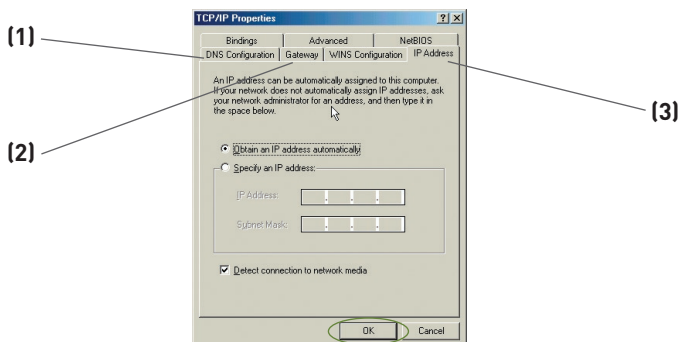 TCP/IP Properties
Bindings Advanced NetBIOS
DNS Configuration Gateway WINS Configuration IP Address
An IP address can be automatically assigned to this computer.
If your network does not automatically assign IP addresses, ask
your network administrator for an address, and then type it in
the space below.
Obtain an IP address automatically
Specify an IP address:
IP Address:
Subnet Mask:
Detect connection to network media
OK Cancel
(1)
(2)
(3)